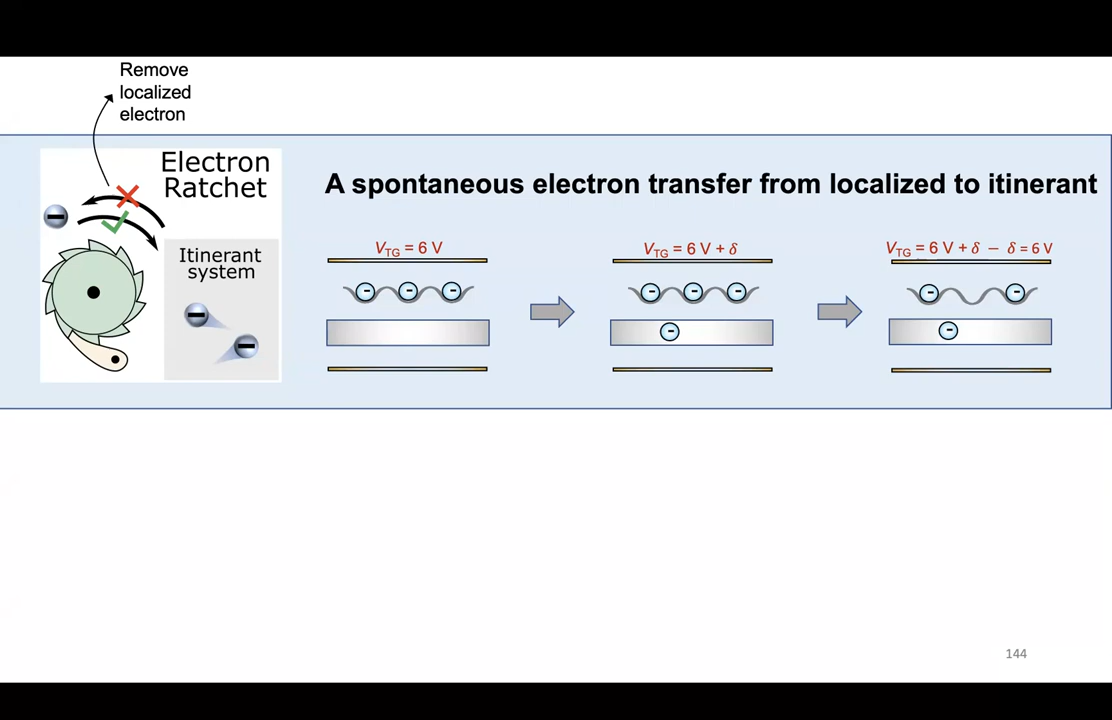 Remove
localized
electron
Electron
Ratchet
Itinerant
system
A spontaneous electron transfer from localized to itinerant
V_TG = 6 V
V_TG = 6 V + δ
V_TG = 6 V + δ − δ = 6 V
144